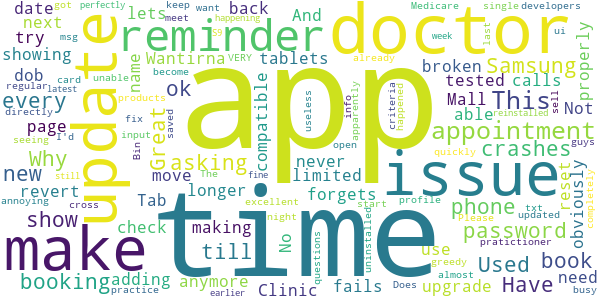 card got perfectly keep want happening S9 Medicare single developers
date lets back meet busy VERY already week ui
next And doctor last
try reminder
showing name Wantirna tablets broken Samsung
dob ok tested calls properly
regular msg unable become useless info criteria happened Mall This Not
latest every products apparently sell able reinstalled guys
directly page fix input saved compatible appointment
seeing I'd update Great asking app never open quickly crashes
Why Bin The fine limited issue
new still move excellent night start profile phone obviously
revert Tab longer forgets txt updated reset
annoying show check making No uninstalled Please password completely
cross till use
make time Used book
booking adding anymore questions fails greedy almost upgrade Have need
practice earlier Clinic Does pratictioner busy